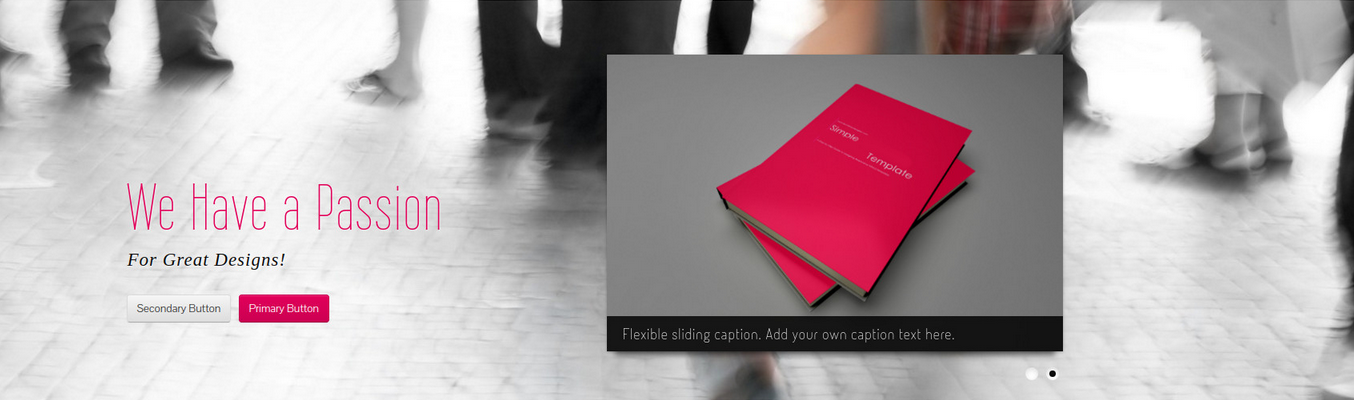 We Have a Passion
For Great Designs!
Secondary Button
Primary Button
Simple
Template
Flexible sliding caption. Add your own caption text here.